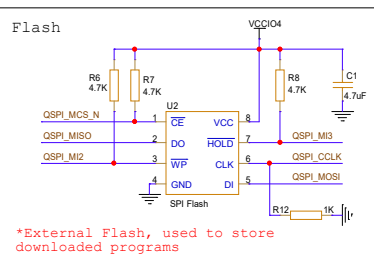 Flash
VCCIO4
R6
4.7K
R7
4.7K
R8
4.7K
C1
4.7uF
U2
QSPI_MCS_N
1
CE
VCC
8
QSPI_MISO
2
DO
HOLD
7
QSPI_MI3
QSPI_MI2
3
WP
CLK
6
QSPI_CCLK
4
GND
DI
5
QSPI_MOSI
SPI Flash
R12
1K
*External Flash, used to store
downloaded programs